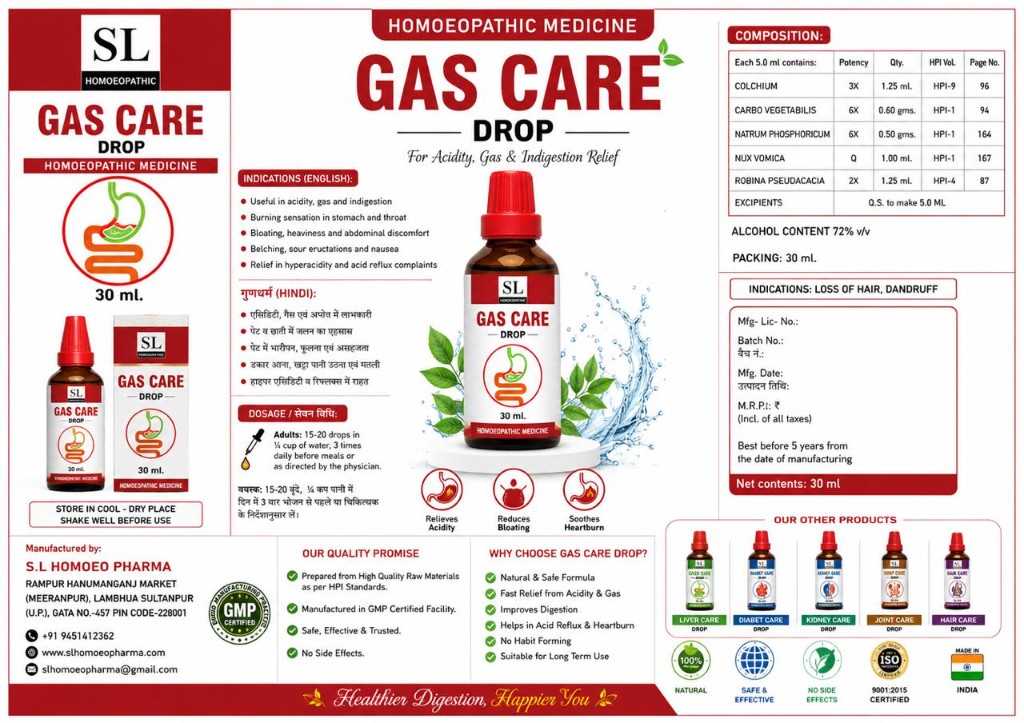 SL
HOMOEOPATHIC
GAS CARE
DROP
HOMOEOPATHIC MEDICINE
30 ml.
SL
HOMOEOPATHIC
GAS CARE
DROP
30 ml.
HOMOEOPATHIC MEDICINE
SL
HOMOEOPATHIC
GAS CARE
DROP
30 ml.
HOMOEOPATHIC MEDICINE
STORE IN COOL - DRY PLACE
SHAKE WELL BEFORE USE
HOMOEOPATHIC MEDICINE
GAS CARE
DROP
For Acidity, Gas & Indigestion Relief
INDICATIONS (ENGLISH):
• Useful in acidity, gas and indigestion
• Burning sensation in stomach and throat
• Bloating, heaviness and abdominal discomfort
• Belching, sour eructations and nausea
• Relief in hyperacidity and acid reflux complaints
गुणधर्म (HINDI):
• एसिडिटी, गैस एवं अपोच में लाभकारी
• पेट व छाती में जलन का एहसास
• पेट में भारीपन, फूलना एवं असहजता
• डकार आना, खट्टा पानी उठना एवं मतली
• हाइपर एसिडिटी व रिफ्लक्स में राहत
DOSAGE / सेवन विधि:
Adults: 15-20 drops in
¼ cup of water, 3 times
daily before meals or
as directed by the physician.
वयस्क: 15-20 बूंदे, ¼ कप पानी में
दिन में 3 वार भोजन से पहले या चिकित्यक
के निर्देशानुसार लें।
SL
HOMOEOPATHIC
GAS CARE
DROP
30 ml.
HOMOEOPATHIC MEDICINE
Relieves
Acidity
Reduces
Bloating
Soothes
Heartburn
COMPOSITION:
Each 5.0 ml contains: Potency Qty. HPI Vol. Page No.
COLCHIUM 3X 1.25 ml. HPI-9 96
CARBO VEGETABILIS 6X 0.60 gms. HPI-1 94
NATRUM PHOSPHORICUM 6X 0.50 gms. HPI-1 164
NUX VOMICA Q 1.00 ml. HPI-1 167
ROBINA PSEUDACACIA 2X 1.25 ml. HPI-4 87
EXCIPIENTS Q.S. to make 5.0 ML
ALCOHOL CONTENT 72% v/v
PACKING: 30 ml.
INDICATIONS: LOSS OF HAIR, DANDRUFF
Mfg- Lic- No.:
Batch No.:
बैच नं.:
Mfg. Date:
उत्पादन तिथि:
M.R.P.!: ₹
(Incl. of all taxes)
Best before 5 years from
the date of manufacturing
Net contents: 30 ml
Manufactured by:
S.L HOMOEO PHARMA
RAMPUR HANUMANGANJ MARKET
(MEERANPUR), LAMBHUA SULTANPUR
(U.P.), GATA NO.-457 PIN CODE-228001
+91 9451412362
www.slhomoeopharma.com
slhomoeopharma@gmail.com
GMP
CERTIFIED
OUR QUALITY PROMISE
Prepared from High Quality Raw Materials
as per HPI Standards.
Manufactured in GMP Certified Facility.
Safe, Effective & Trusted.
No Side Effects.
WHY CHOOSE GAS CARE DROP?
Natural & Safe Formula
Fast Relief from Acidity & Gas
Improves Digestion
Helps in Acid Reflux & Heartburn
No Habit Forming
Suitable for Long Term Use
OUR OTHER PRODUCTS
LIVER CARE
DROP
DIABET CARE
DROP
KIDNEY CARE
DROP
JOINT CARE
DROP
HAIR CARE
DROP
100%
NATURAL
SAFE &
EFFECTIVE
NO SIDE
EFFECTS
ISO
9001:2015
CERTIFIED
MADE IN
INDIA
Healthier Digestion, Happier You